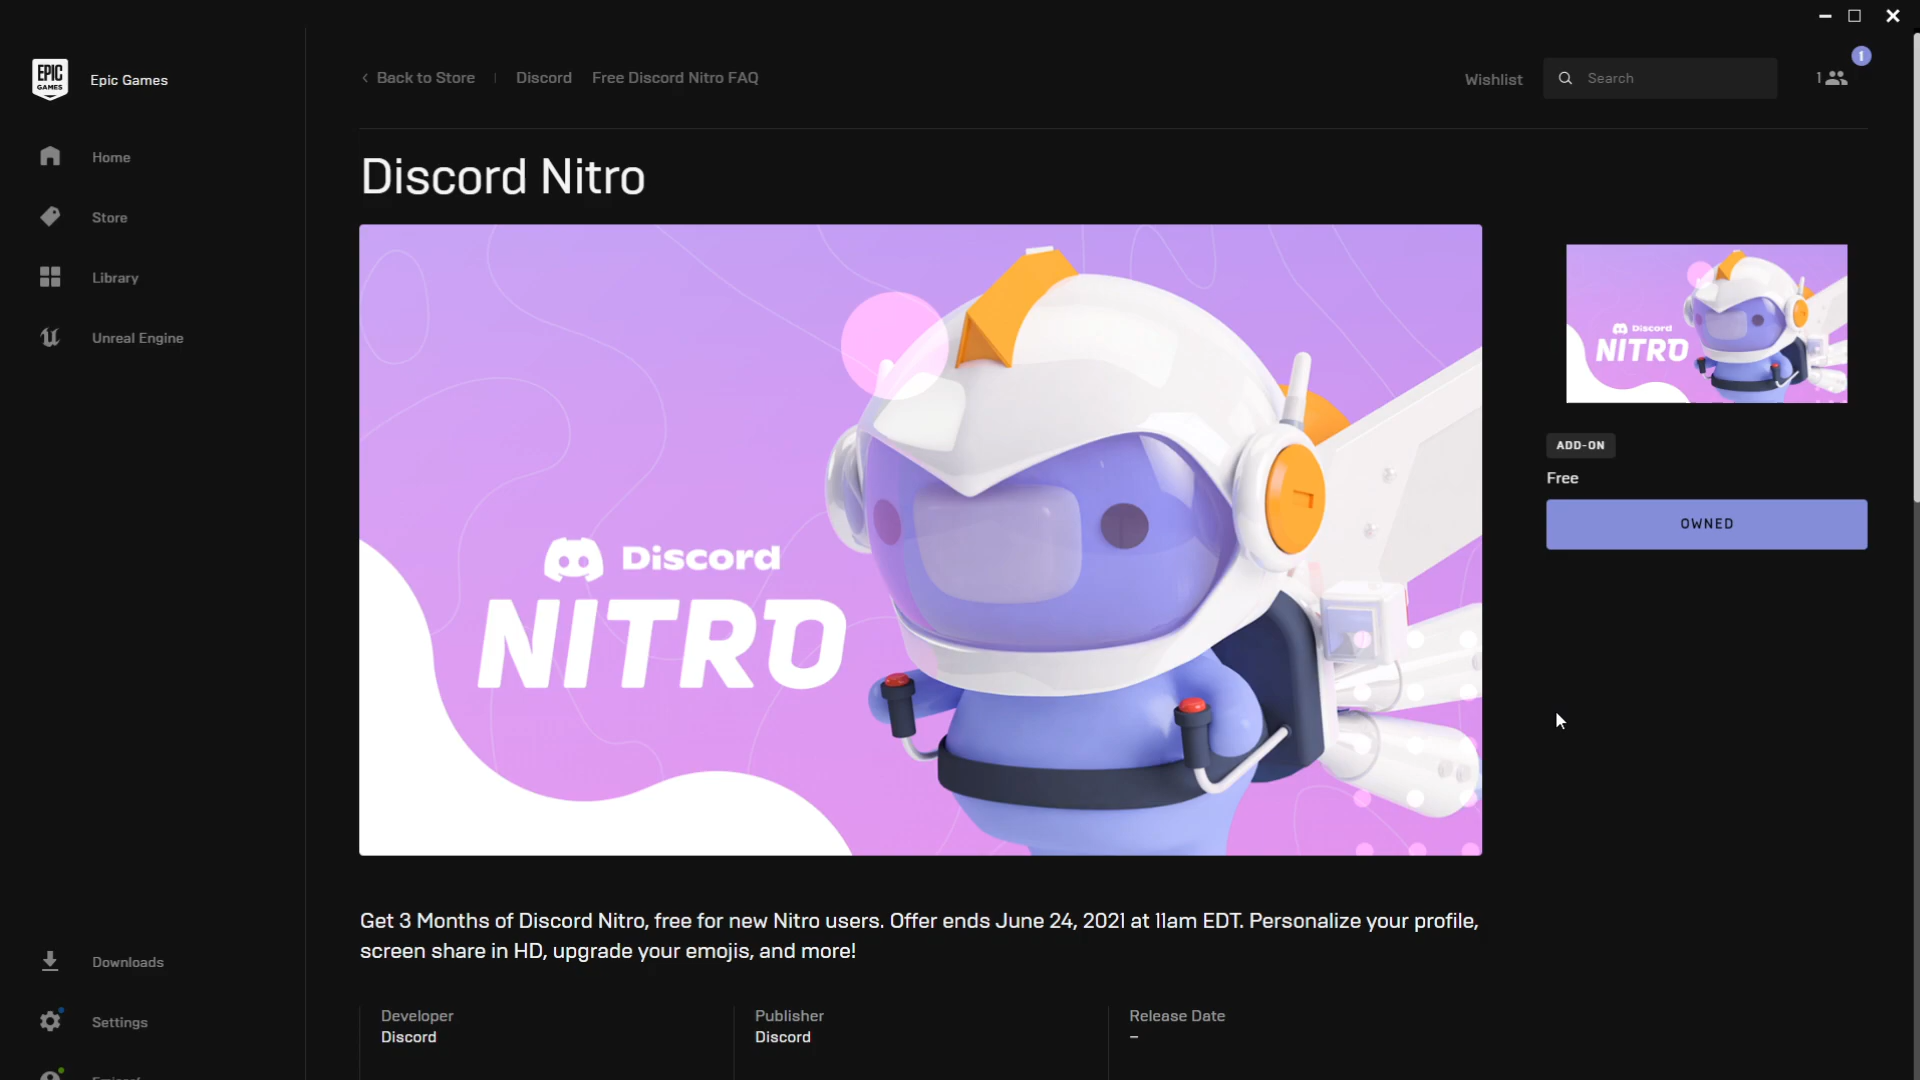 1
EPIC
GAMES
Epic Games
Back to Store
Discord
Free Discord Nitro FAQ
Wishlist
Search
1
Home
Store
Library
Unreal Engine
Discord Nitro
Discord
NITRO
Discord
NITRO
ADD-ON
Free
OWNED
Get 3 Months of Discord Nitro, free for new Nitro users. Offer ends June 24, 2021 at 11am EDT. Personalize your profile,
screen share in HD, upgrade your emojis, and more!
Developer
Discord
Publisher
Discord
Release Date
–
Downloads
Settings